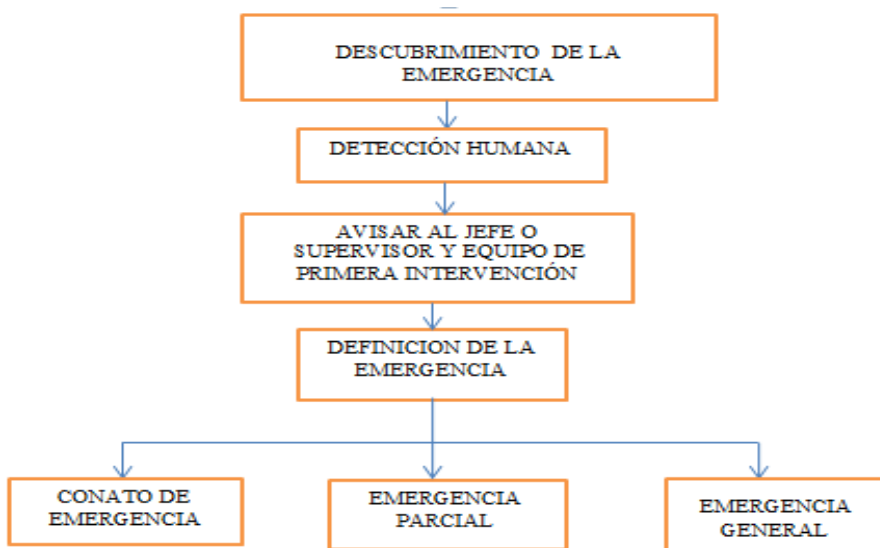 DESCUBRIMIENTO DE LA
EMERGENCIA
DETECCIÓN HUMANA
AVISAR AL JEFE O
SUPERVISOR Y EQUIPO DE
PRIMERA INTERVENCIÓN
DEFINICION DE LA
EMERGENCIA
CONATO DE
EMERGENCIA
EMERGENCIA
PARCIAL
EMERGENCIA
GENERAL